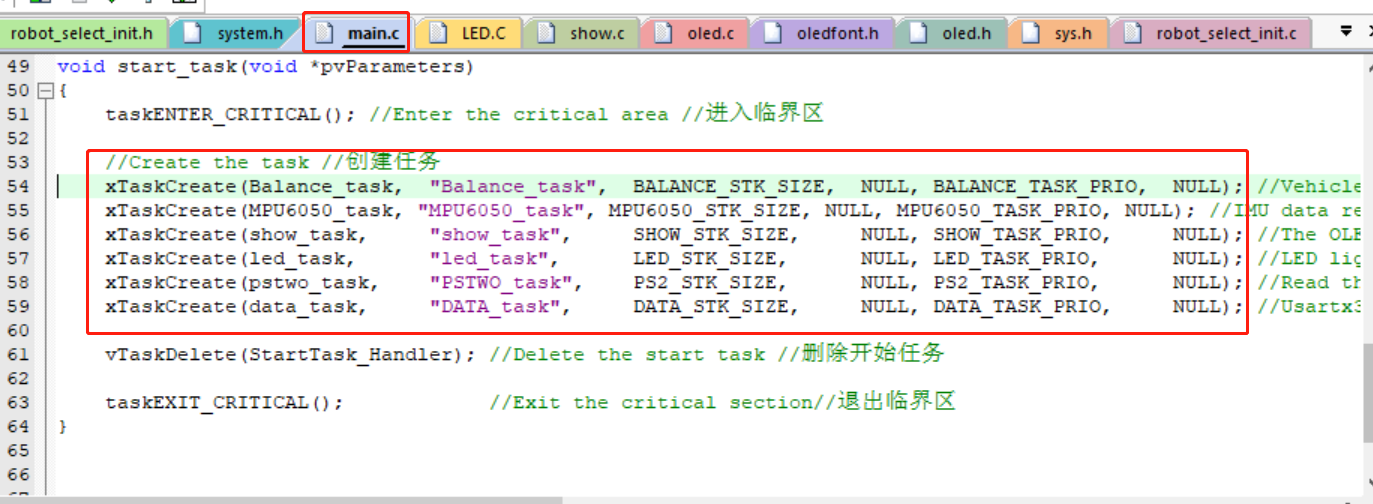 robot_select_init.h system.h main.c LED.C show.c oled.c oledfont.h oled.h sys.h robot_select_init.c
49 void start_task(void *pvParameters)
50 {
51 taskENTER_CRITICAL(); //Enter the critical area //进入临界区
52
53 //Create the task //创建任务
54 xTaskCreate(Balance_task, "Balance_task", BALANCE_STK_SIZE, NULL, BALANCE_TASK_PRIO, NULL); //Vehicle
55 xTaskCreate(MPU6050_task, "MPU6050_task", MPU6050_STK_SIZE, NULL, MPU6050_TASK_PRIO, NULL); //IMU data re
56 xTaskCreate(show_task, "show_task", SHOW_STK_SIZE, NULL, SHOW_TASK_PRIO, NULL); //The OLE
57 xTaskCreate(led_task, "led_task", LED_STK_SIZE, NULL, LED_TASK_PRIO, NULL); //LED lig
58 xTaskCreate(pstwo_task, "PSTWO_task", PS2_STK_SIZE, NULL, PS2_TASK_PRIO, NULL); //Read th
59 xTaskCreate(data_task, "DATA_task", DATA_STK_SIZE, NULL, DATA_TASK_PRIO, NULL); //Usartx3
60
61 vTaskDelete(StartTask_Handler); //Delete the start task //删除开始任务
62
63 taskEXIT_CRITICAL(); //Exit the critical section//退出临界区
64 }
65
66